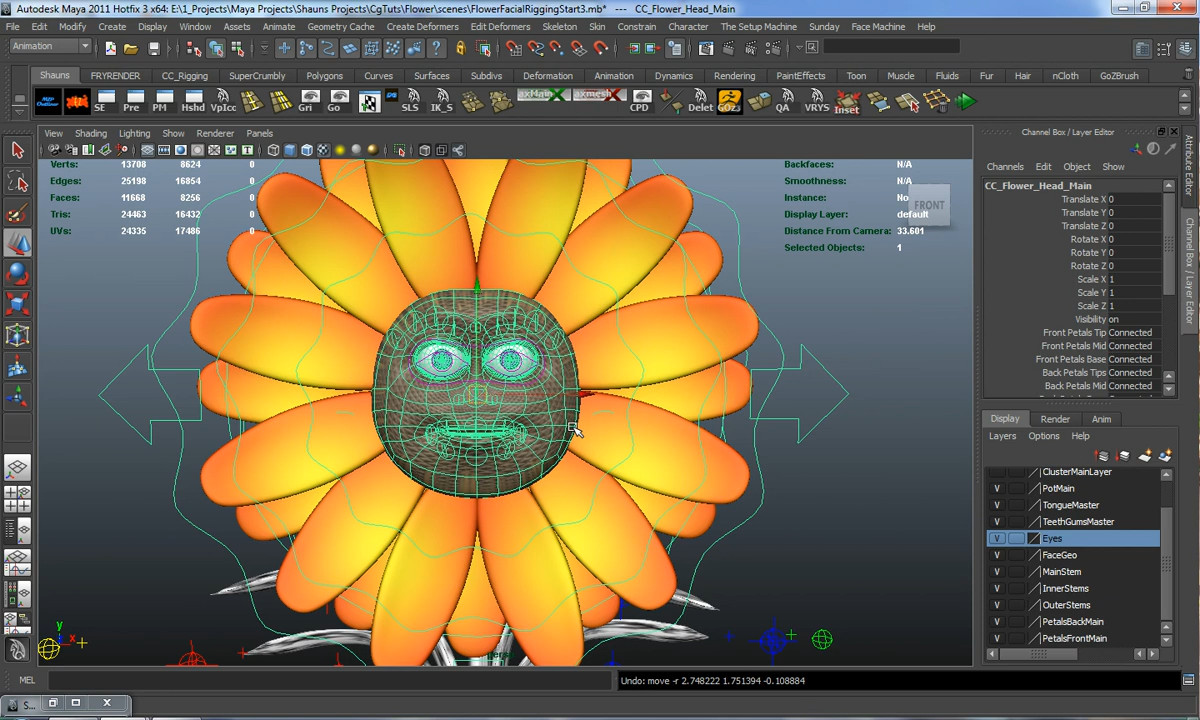 Autodesk Maya 2011 Hotfix 3 x64: E:\1_Projects\Maya Projects\Shauns Projects\CgTuts\Flower\scenes\FlowerFacialRiggingStart3.mb* --- CC_Flower_Head_Main
File Edit Modify Create Display Window Assets Animate Geometry Cache Create Deformers Edit Deformers Skeleton Skin Constrain Character Muscle The Setup Machine Sunday Face Machine Help
Animation
Shauns FRYRENDER CC_Rigging SuperCrumbly Polygons Curves Surfaces Subdivs Deformation Animation Dynamics Rendering PaintEffects Toon Muscle Fluids Fur Hair nCloth GoZBrush
SE Pre PM Hshd VpIcc Gri Go SLS IK_S axMain axmesh CPD Delet GOZs QA VRYS Inset
View Shading Lighting Show Renderer Panels
Channel Box / Layer Editor
Verts: 13708 8624 0
Edges: 25198 16854 0
Faces: 11668 8256 0
Tris: 24463 16432 0
UVs: 24335 17486 0
Backfaces: N/A
Smoothness: N/A
Instance: No
Display Layer: default
Distance From Camera: 33.601
Selected Objects: 1
FRONT
Channels Edit Object Show
CC_Flower_Head_Main
Translate X 0
Translate Y 0
Translate Z 0
Rotate X 0
Rotate Y 0
Rotate Z 0
Scale X 1
Scale Y 1
Scale Z 1
Visibility on
Front Petals Tip Connected
Front Petals Mid Connected
Front Petals Base Connected
Back Petals Tips Connected
Back Petals Mid Connected
Attribute Editor
Channel Box / Layer Editor
Display Render Anim
Layers Options Help
ClusterMainLayer
V PotMain
V TongueMaster
V TeethGumsMaster
V Eyes
V FaceGeo
V MainStem
V InnerStems
V OuterStems
V PetalsBackMain
V PetalsFrontMain
y
x
MEL
Undo: move -r 2.748222 1.751394 -0.108884
S...